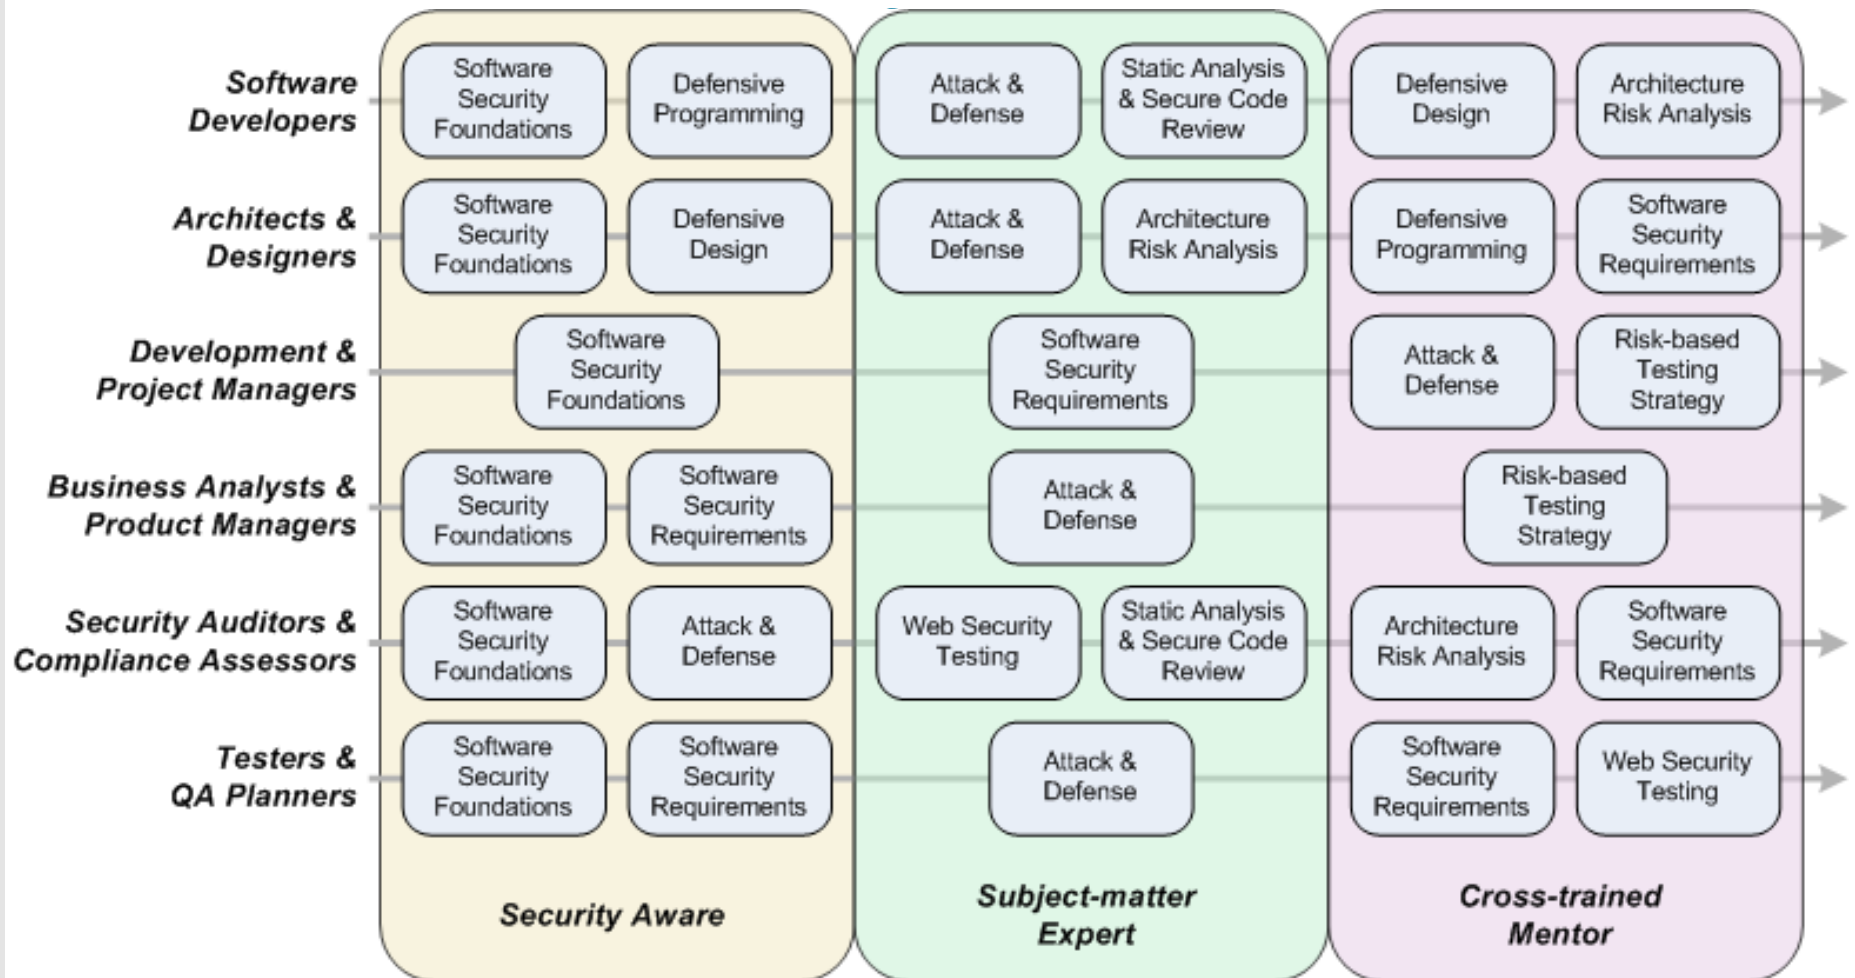 Software
Developers
Software
Security
Foundations
Defensive
Programming
Attack &
Defense
Static Analysis
& Secure Code
Review
Defensive
Design
Architecture
Risk Analysis
Architects &
Designers
Software
Security
Foundations
Defensive
Design
Attack &
Defense
Architecture
Risk Analysis
Defensive
Programming
Software
Security
Requirements
Development &
Project Managers
Software
Security
Foundations
Software
Security
Requirements
Attack &
Defense
Risk-based
Testing
Strategy
Business Analysts &
Product Managers
Software
Security
Foundations
Software
Security
Requirements
Attack &
Defense
Risk-based
Testing
Strategy
Security Auditors &
Compliance Assessors
Software
Security
Foundations
Attack &
Defense
Web Security
Testing
Static Analysis
& Secure Code
Review
Architecture
Risk Analysis
Software
Security
Requirements
Testers &
QA Planners
Software
Security
Foundations
Software
Security
Requirements
Attack &
Defense
Software
Security
Requirements
Web Security
Testing
Security Aware
Subject-matter
Expert
Cross-trained
Mentor